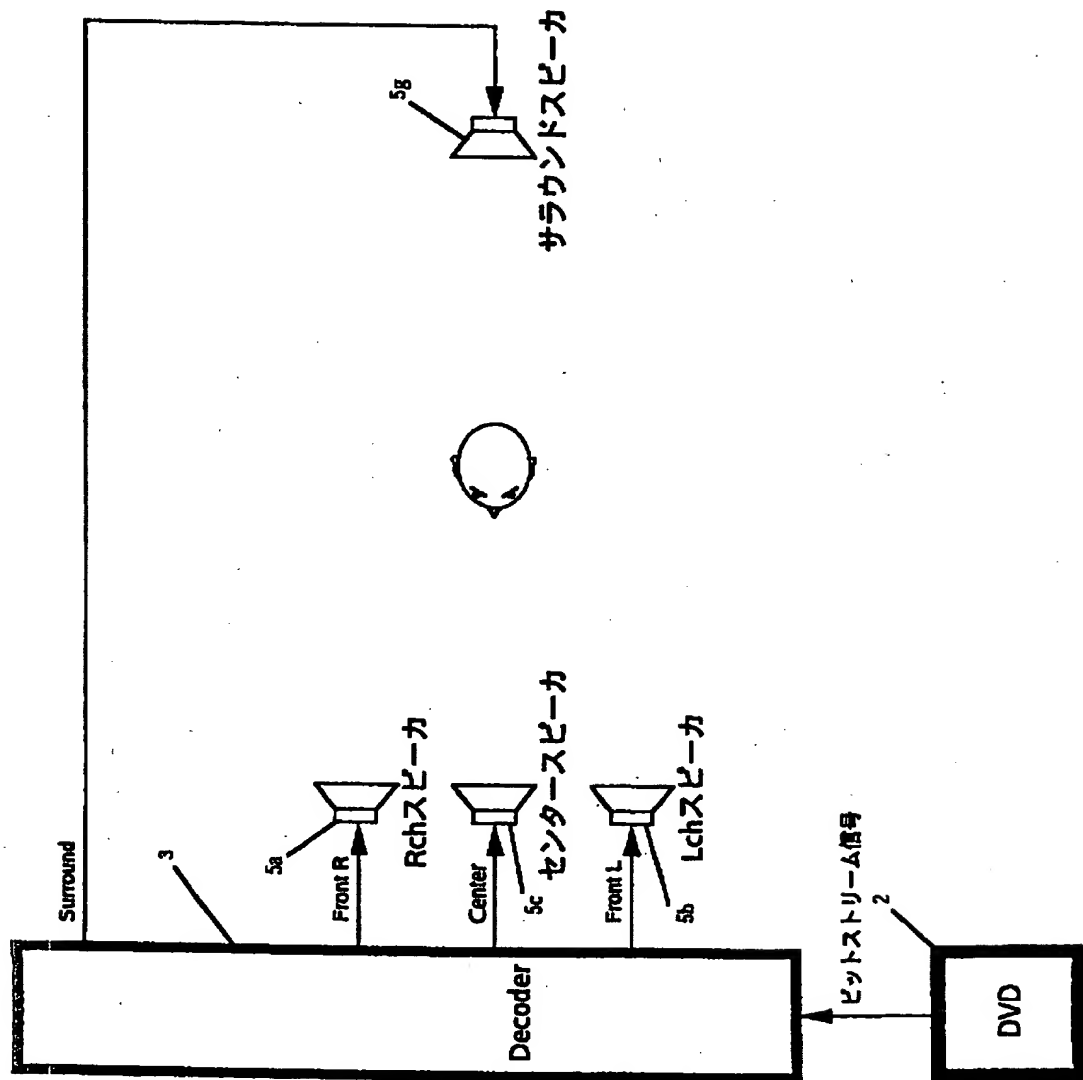 Surround
3
5a
Front R
Rchスピーカ
Center
5c
センタースピーカ
Front L
5b
Lchスピーカ
5g
サラウンドスピーカ
Decoder
ビットストリーム信号
2
DVD